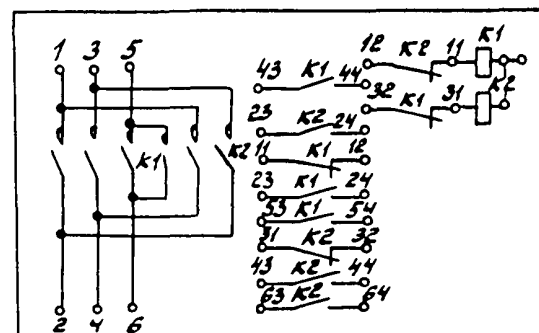 1 3 5
K1 K2
2 4 6
12 K2 11 K1
43 K1 44
32 K1 31 K2
23 K2 24
11 K1 12
23 K1 24
53 K1 54
31 K2 32
43 K2 44
63 K2 64